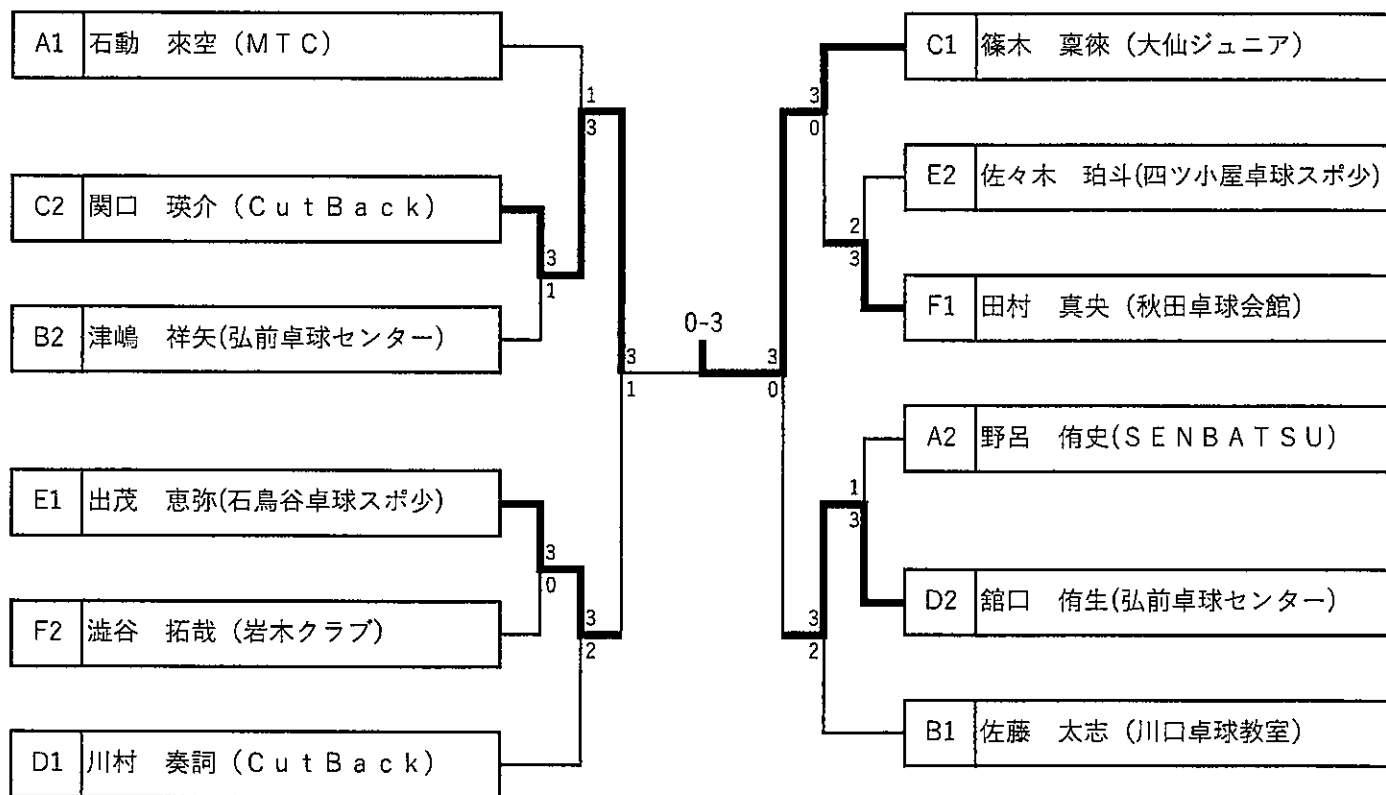 A1 石動 來空 (MTC)
1
3
C2 関口 瑛介 (CutBack)
3
1
B2 津嶋 祥矢(弘前卓球センター)
3
1
E1 出茂 恵弥(石鳥谷卓球スポ少)
3
0
F2 澁谷 拓哉 (岩木クラブ)
3
2
D1 川村 奏詞 (CutBack)
0-3
C1 篠木 稟徠 (大仙ジュニア)
3
0
E2 佐々木 珀斗(四ツ小屋卓球スポ少)
2
3
F1 田村 真央 (秋田卓球会館)
3
0
A2 野呂 侑史(SENBATSU)
1
3
D2 舘口 侑生(弘前卓球センター)
3
2
B1 佐藤 太志 (川口卓球教室)